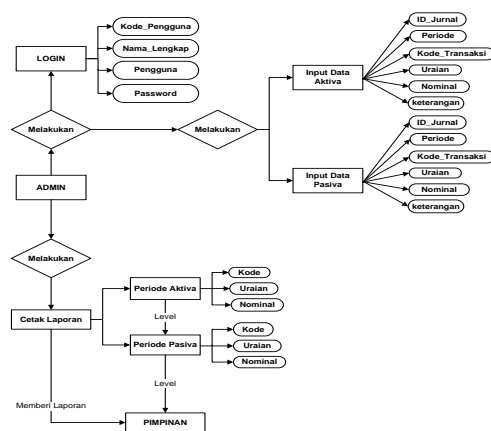 Kode_Pengguna
Nama_Lengkap
Pengguna
Password
LOGIN
Melakukan
ADMIN
Melakukan
Input Data
Aktiva
ID_Jurnal
Periode
Kode_Transaksi
Uraian
Nominal
keterangan
Input Data
Pasiva
ID_Jurnal
Periode
Kode_Transaksi
Uraian
Nominal
keterangan
Melakukan
Cetak Laporan
Periode Aktiva
Kode
Uraian
Nominal
Level
Periode Pasiva
Kode
Uraian
Nominal
Level
Memberi Laporan
PIMPINAN